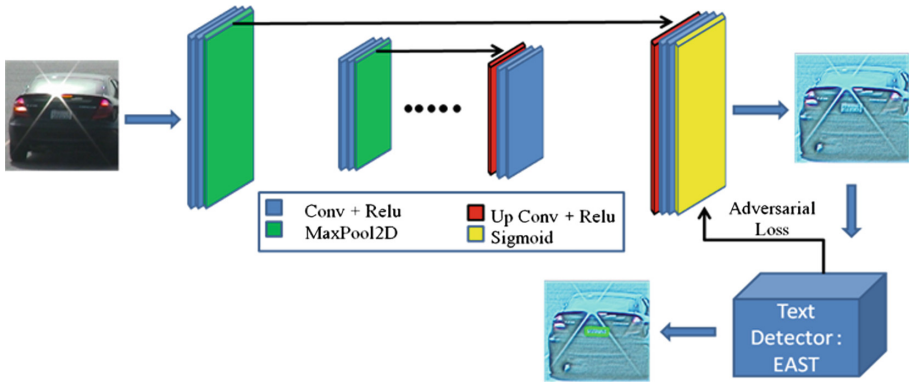 Conv + Relu
MaxPool2D
Up Conv + Relu
Sigmoid
Adversarial
Loss
Text
Detector :
EAST